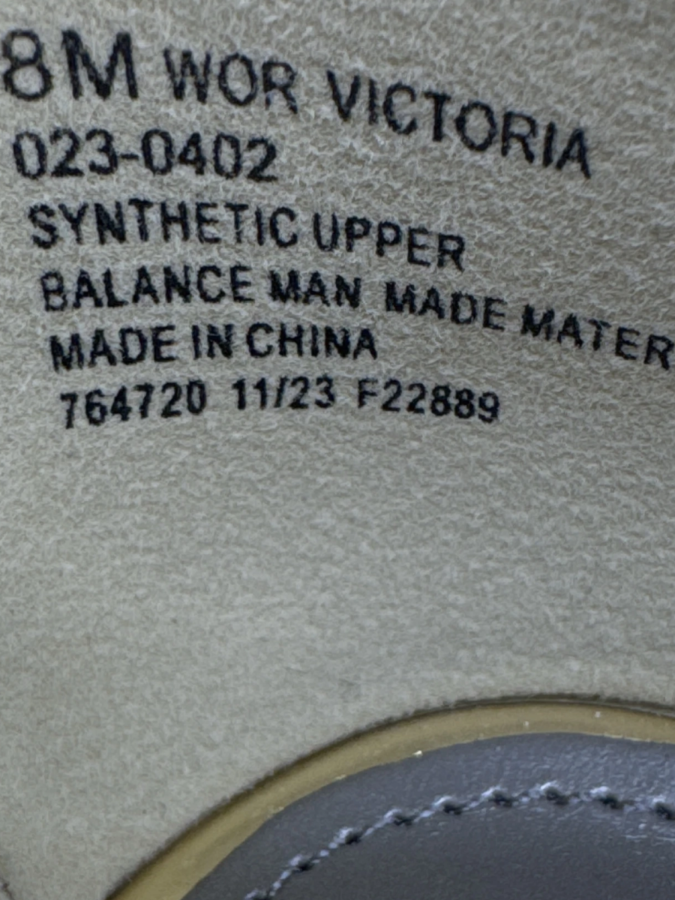 8M WOR VICTORIA
023-0402
SYNTHETIC UPPER
BALANCE MAN MADE MATER
MADE IN CHINA
764720 11/23 F22889